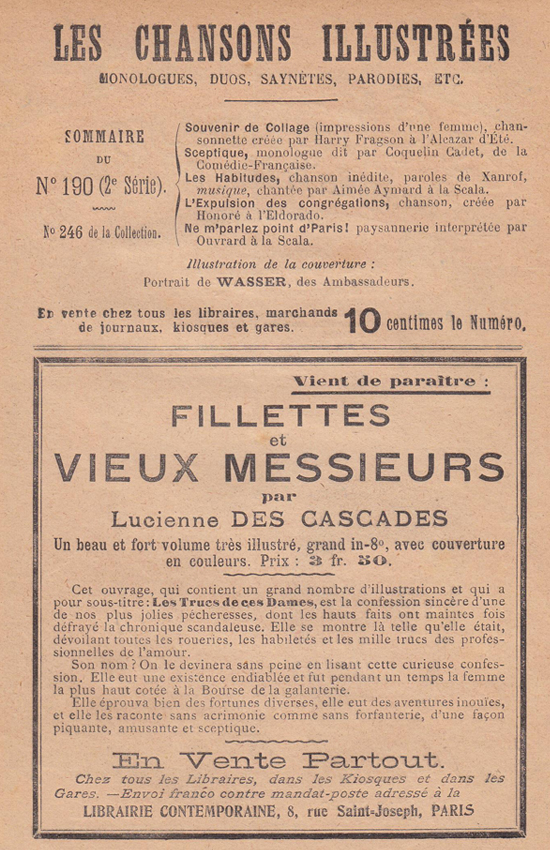 LES CHANSONS ILLUSTRÉES
MONOLOGUES, DUOS, SAYNÈTES, PARODIES, ETC.
SOMMAIRE
DU
Nº 190 (2e Série).
Nº 246 de la Collection.
Souvenir de Collage (impressions d'une femme), chan-
sonnette créée par Harry Fragson à l'Alcazar d'Été.
Sceptique, monologue dit par Coquelin Cadet, de la
Comédie-Française.
Les Habitudes, chanson inédite, paroles de Xanrof,
musique, chantée par Aimée Aymard à la Scala.
L'Expulsion des congrégations, chanson, créée par
Honoré à l'Eldorado.
Ne m'parlez point d'Paris! paysannerie interprétée par
Ouvrard à la Scala.
Illustration de la couverture :
Portrait de WASSER, des Ambassadeurs.
En vente chez tous les libraires, marchands
de journaux, kiosques et gares.
10 centimes le Numéro.
Vient de paraître :
FILLETTES
et
VIEUX MESSIEURS
par
Lucienne DES CASCADES
Un beau et fort volume très illustré, grand in-8º, avec couverture
en couleurs. Prix : 3 fr. 50.
Cet ouvrage, qui contient un grand nombre d'illustrations et qui a
pour sous-titre : Les Trucs de ces Dames, est la confession sincère d'une
de nos plus jolies pécheresses, dont les hauts faits ont maintes fois
défrayé la chronique scandaleuse. Elle se montre là telle qu'elle était,
dévoilant toutes les roueries, les habiletés et les mille trucs des profes-
sionnelles de l'amour.
Son nom ? On le devinera sans peine en lisant cette curieuse confes-
sion. Elle eut une existence endiablée et fut pendant un temps la femme
la plus haut cotée à la Bourse de la galanterie.
Elle éprouva bien des fortunes diverses, elle eut des aventures inouïes,
et elle les raconte sans acrimonie comme sans forfanterie, d'une façon
piquante, amusante et sceptique.
En Vente Partout.
Chez tous les Libraires, dans les Kiosques et dans les
Gares. —Envoi franco contre mandat-poste adressé à la
LIBRAIRIE CONTEMPORAINE, 8, rue Saint-Joseph, PARIS